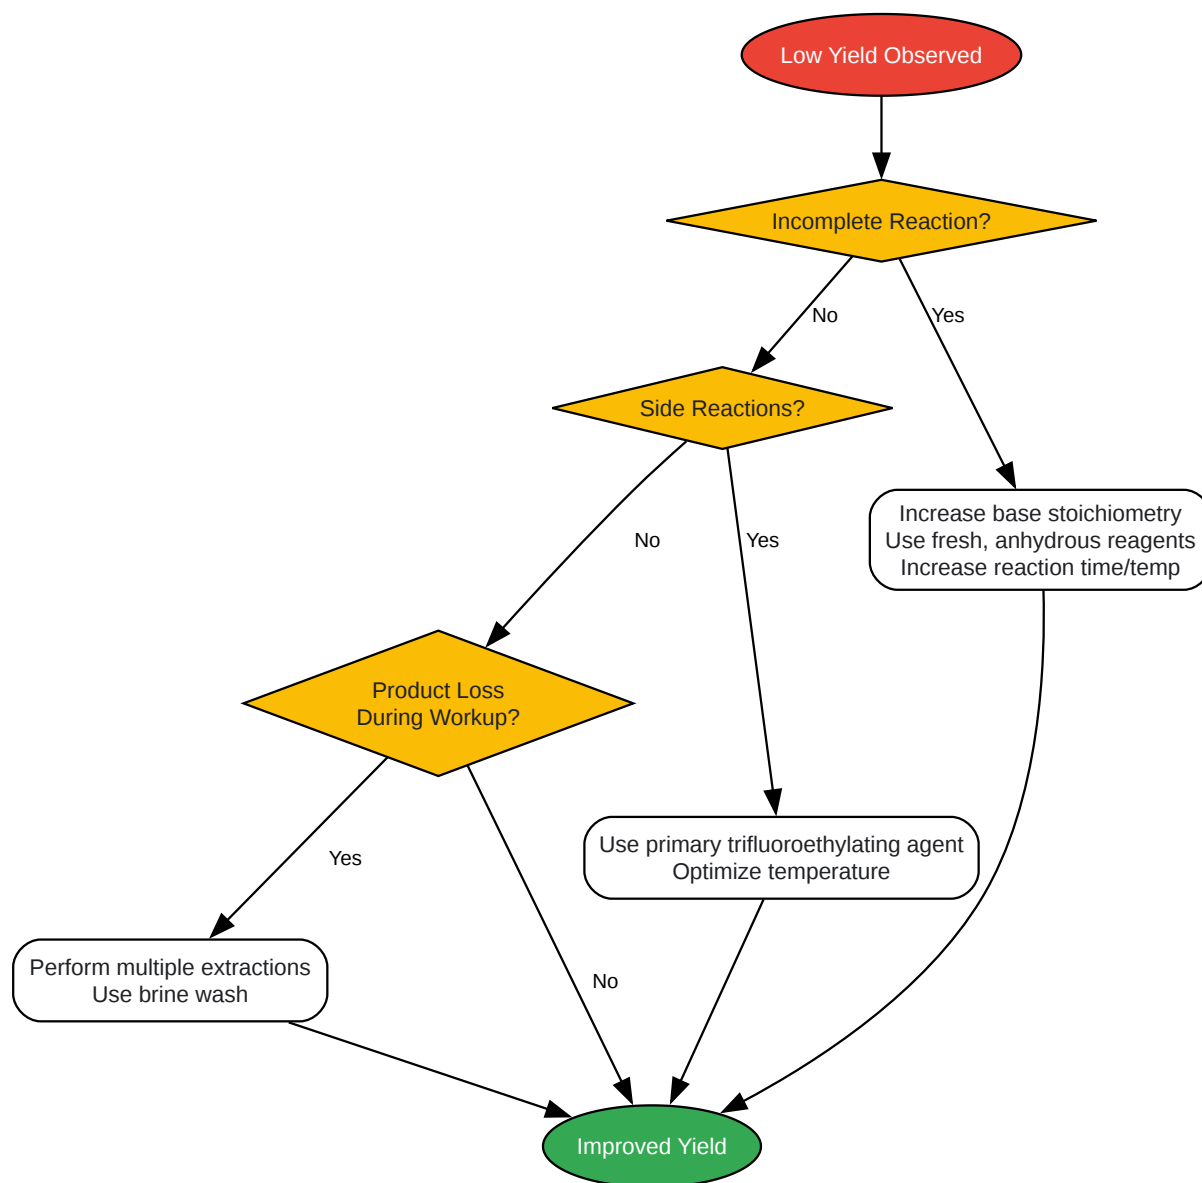 Low Yield Observed
Incomplete Reaction?
No
Yes
Side Reactions?
Increase base stoichiometry
Use fresh, anhydrous reagents
Increase reaction time/temp
No
Yes
Product Loss
During Workup?
Use primary trifluoroethylating agent
Optimize temperature
Yes
Perform multiple extractions
Use brine wash
No
Improved Yield